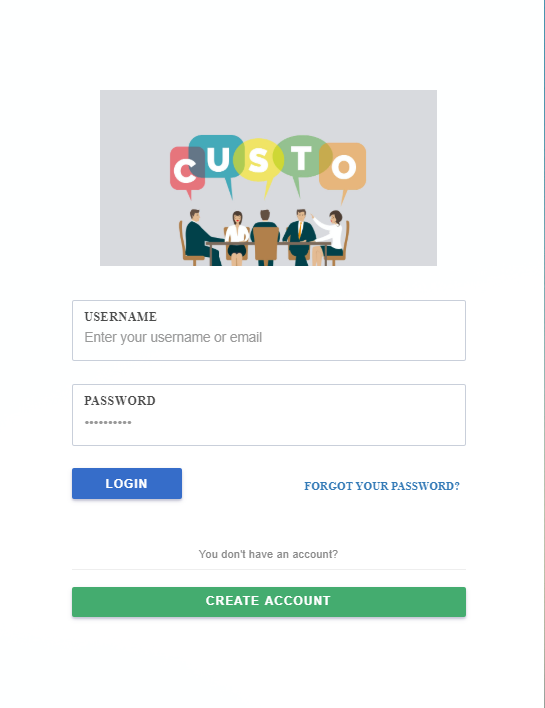 CUSTO
USERNAME
Enter your username or email
PASSWORD
••••••••••
LOGIN
FORGOT YOUR PASSWORD?
You don't have an account?
CREATE ACCOUNT